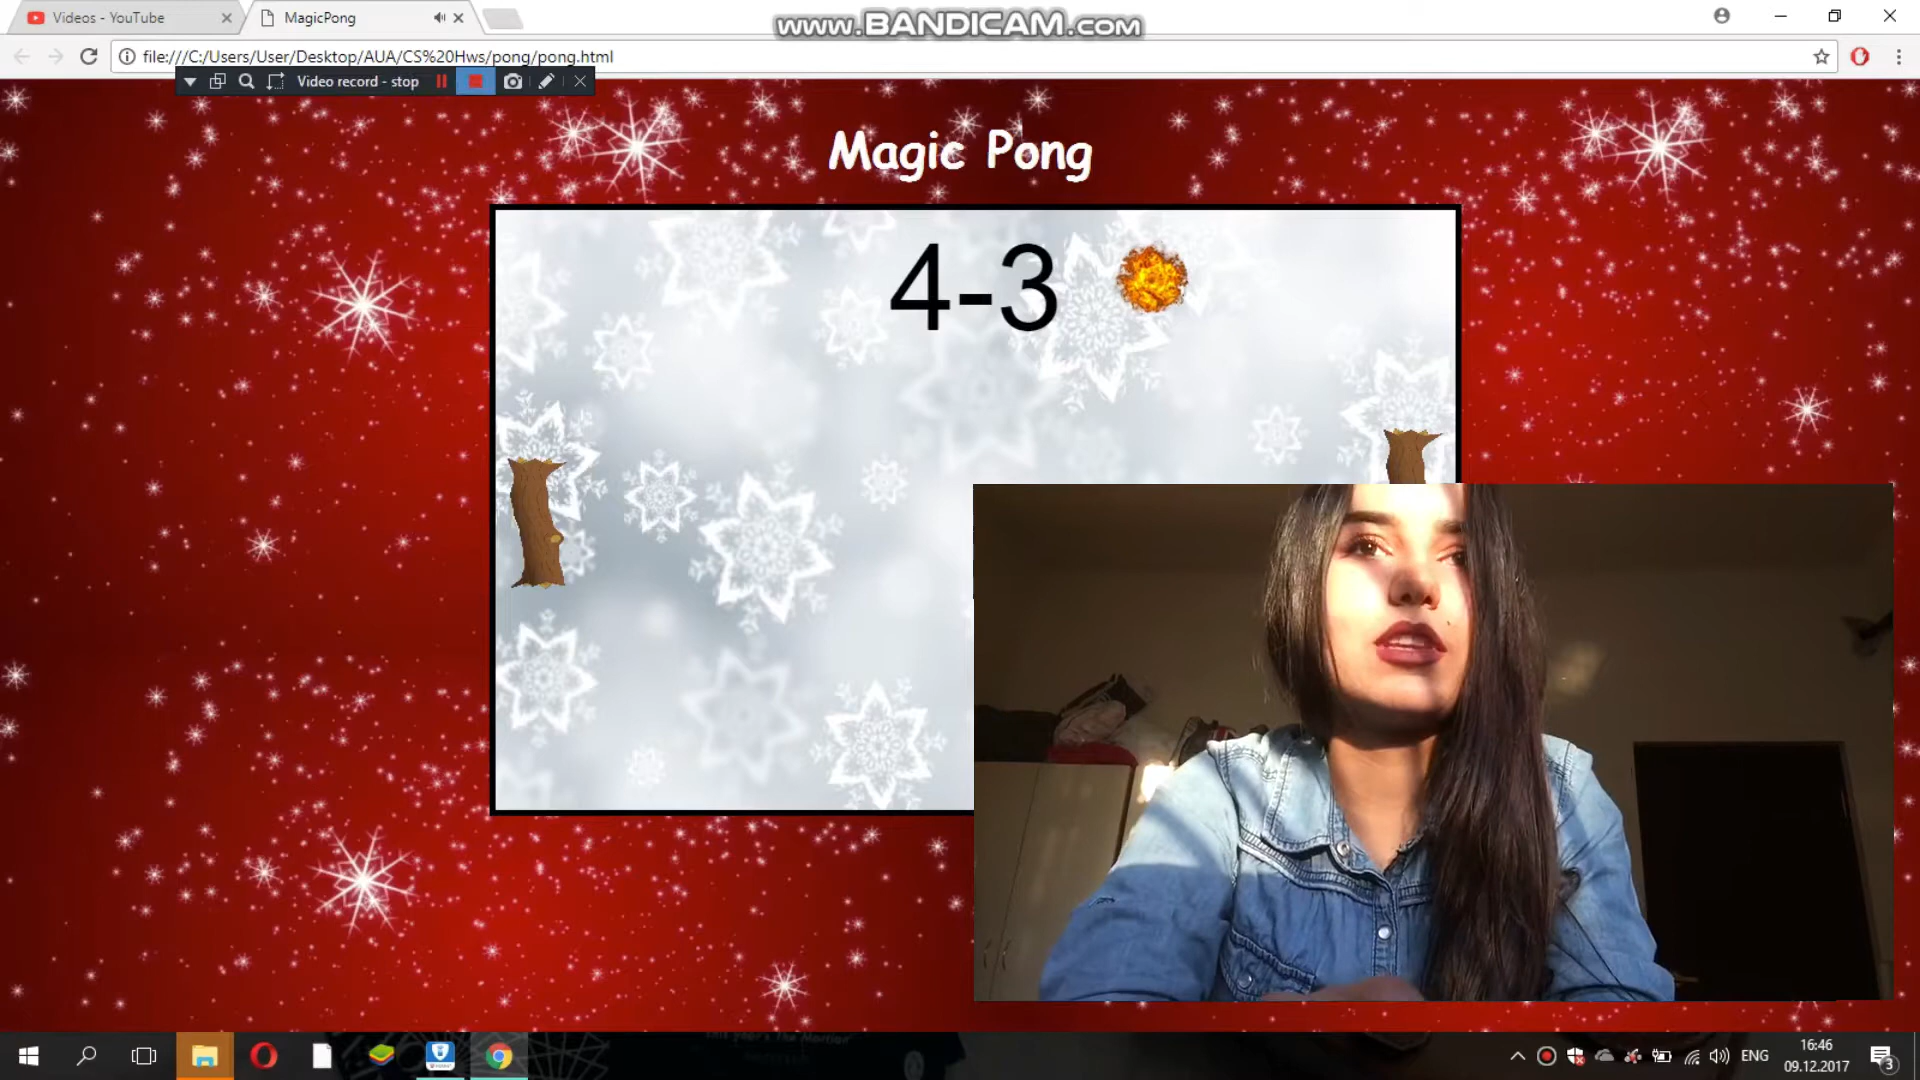 Videos - YouTube
MagicPong
www.BANDICAM.com
file:///C:/Users/User/Desktop/AUA/CS%20Hws/pong/pong.html
Video record - stop
Magic Pong
4-3
ENG
16:46
09.12.2017
3